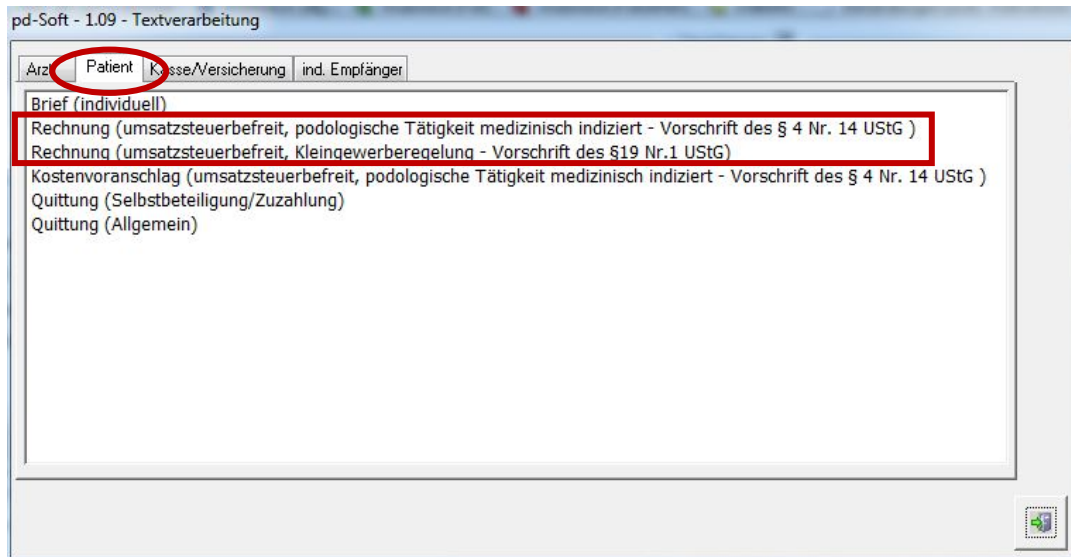 pd-Soft - 1.09 - Textverarbeitung
Arzt Patient Kasse/Versicherung ind. Empfänger
Brief (individuell)
Rechnung (umsatzsteuerbefreit, podologische Tätigkeit medizinisch indiziert - Vorschrift des § 4 Nr. 14 UStG )
Rechnung (umsatzsteuerbefreit, Kleingewerberegelung - Vorschrift des §19 Nr.1 UStG)
Kostenvoranschlag (umsatzsteuerbefreit, podologische Tätigkeit medizinisch indiziert - Vorschrift des § 4 Nr. 14 UStG )
Quittung (Selbstbeteiligung/Zuzahlung)
Quittung (Allgemein)